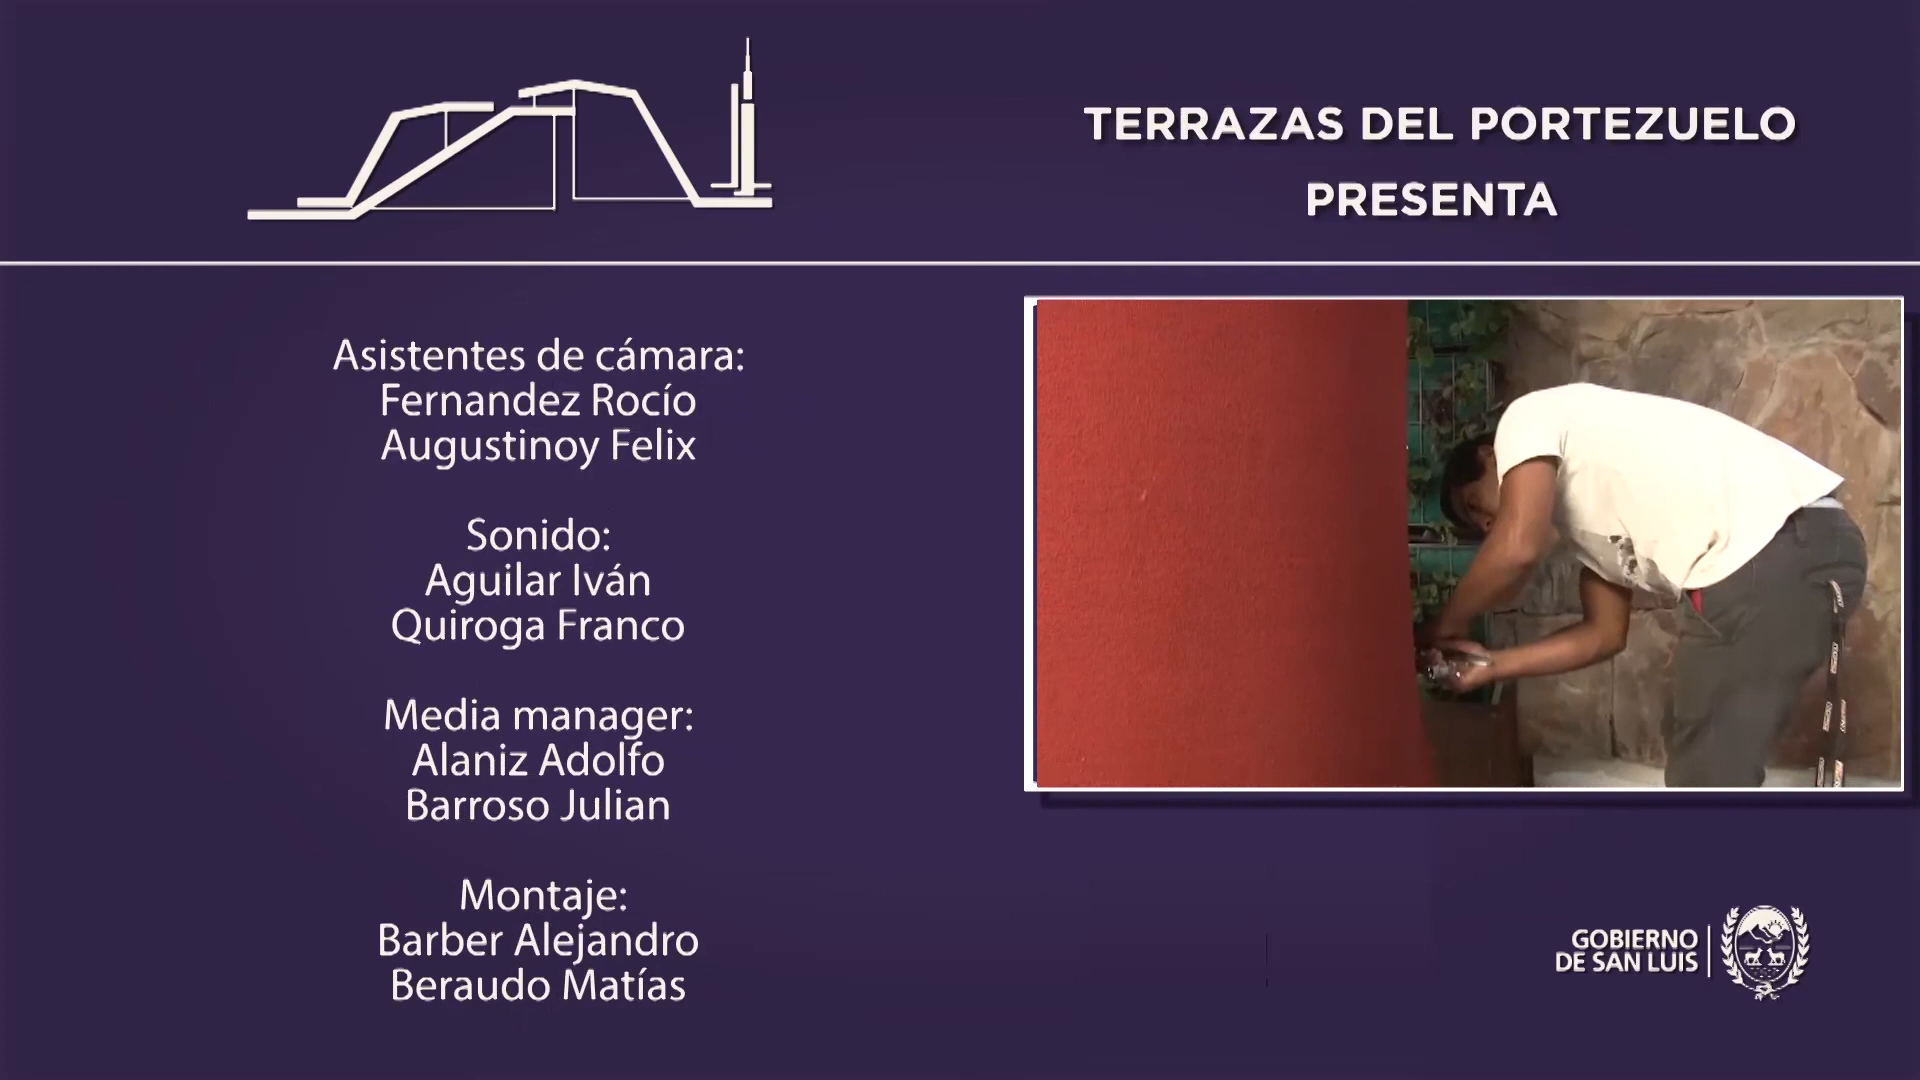 TERRAZAS DEL PORTEZUELO
PRESENTA
Asistentes de cámara:
Fernandez Rocío
Augustinoy Felix
Sonido:
Aguilar Iván
Quiroga Franco
Media manager:
Alaniz Adolfo
Barroso Julian
Montaje:
Barber Alejandro
Beraudo Matías
GOBIERNO
DE SAN LUIS